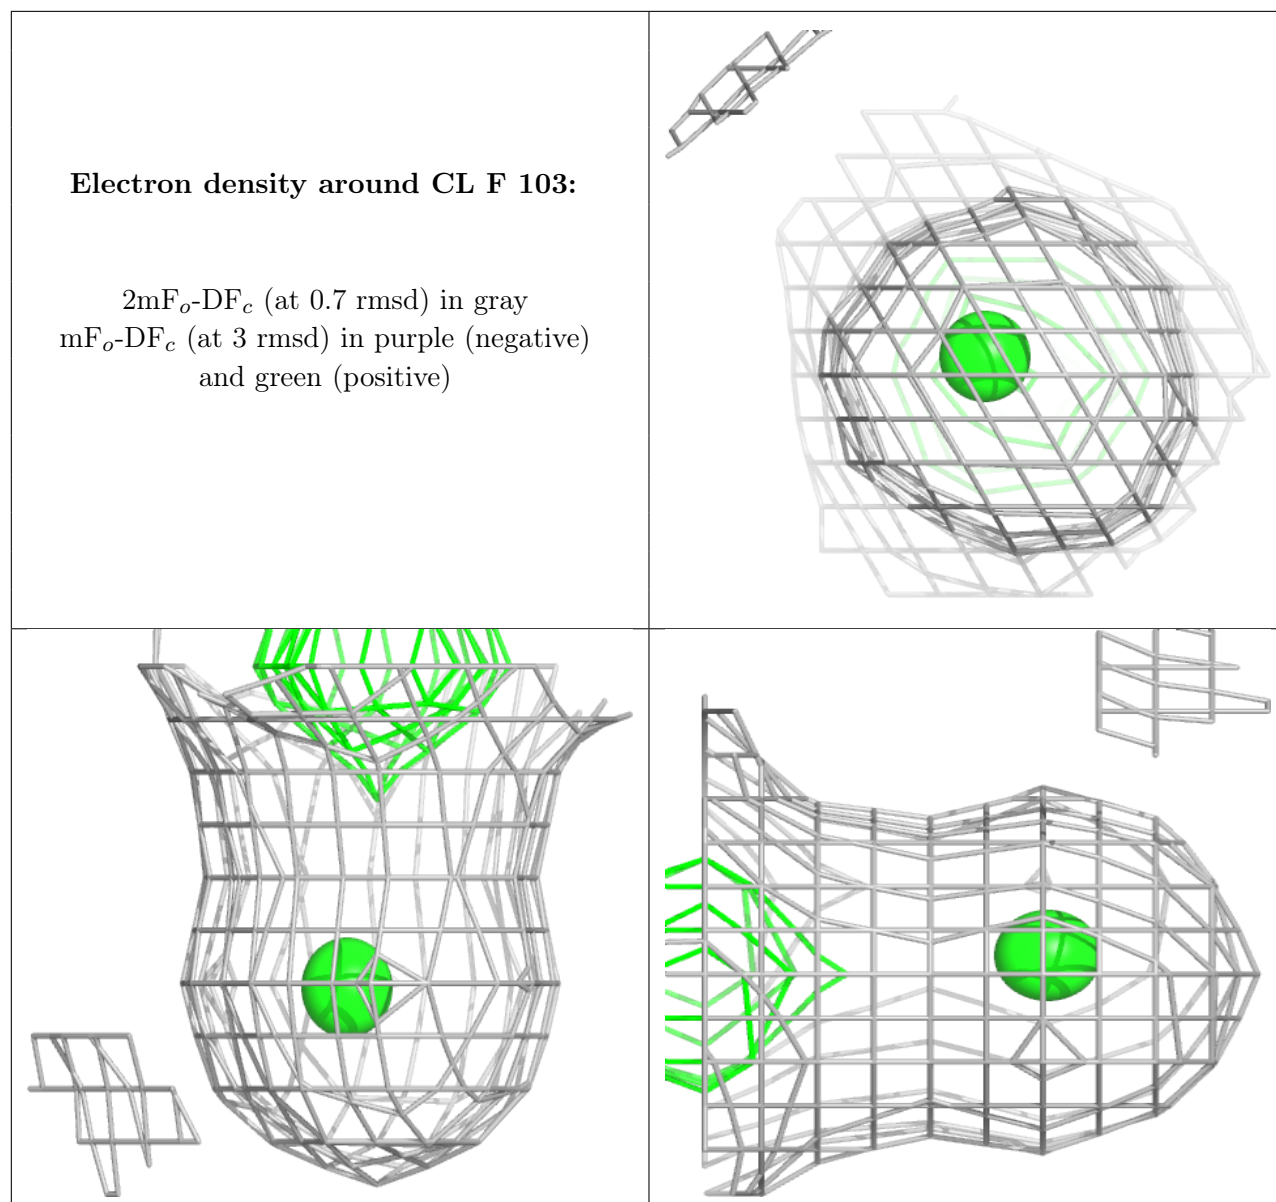 Electron density around CL F 103:
2mFo-DFc (at 0.7 rmsd) in gray
mFo-DFc (at 3 rmsd) in purple (negative)
and green (positive)